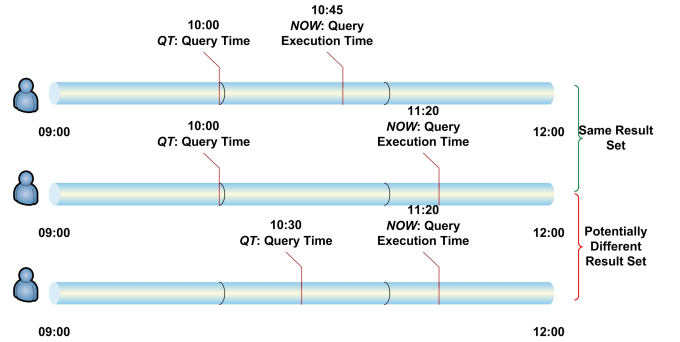 10:00
QT: Query Time
10:45
NOW: Query
Execution Time
09:00
12:00
10:00
QT: Query Time
11:20
NOW: Query
Execution Time
Same Result
Set
09:00
12:00
10:30
QT: Query Time
11:20
NOW: Query
Execution Time
Potentially
Different
Result Set
09:00
12:00